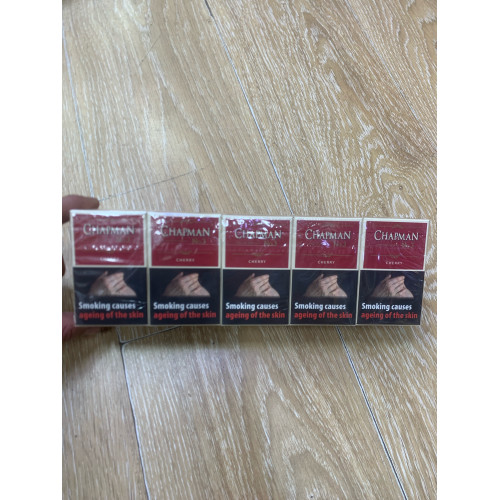 CHAPMAN
CHERRY
Smoking causes
ageing of the skin
CHAPMAN
CHERRY
Smoking causes
ageing of the skin
CHAPMAN
CHERRY
Smoking causes
ageing of the skin
CHAPMAN
CHERRY
Smoking causes
ageing of the skin
CHAPMAN
CHERRY
Smoking causes
ageing of the skin